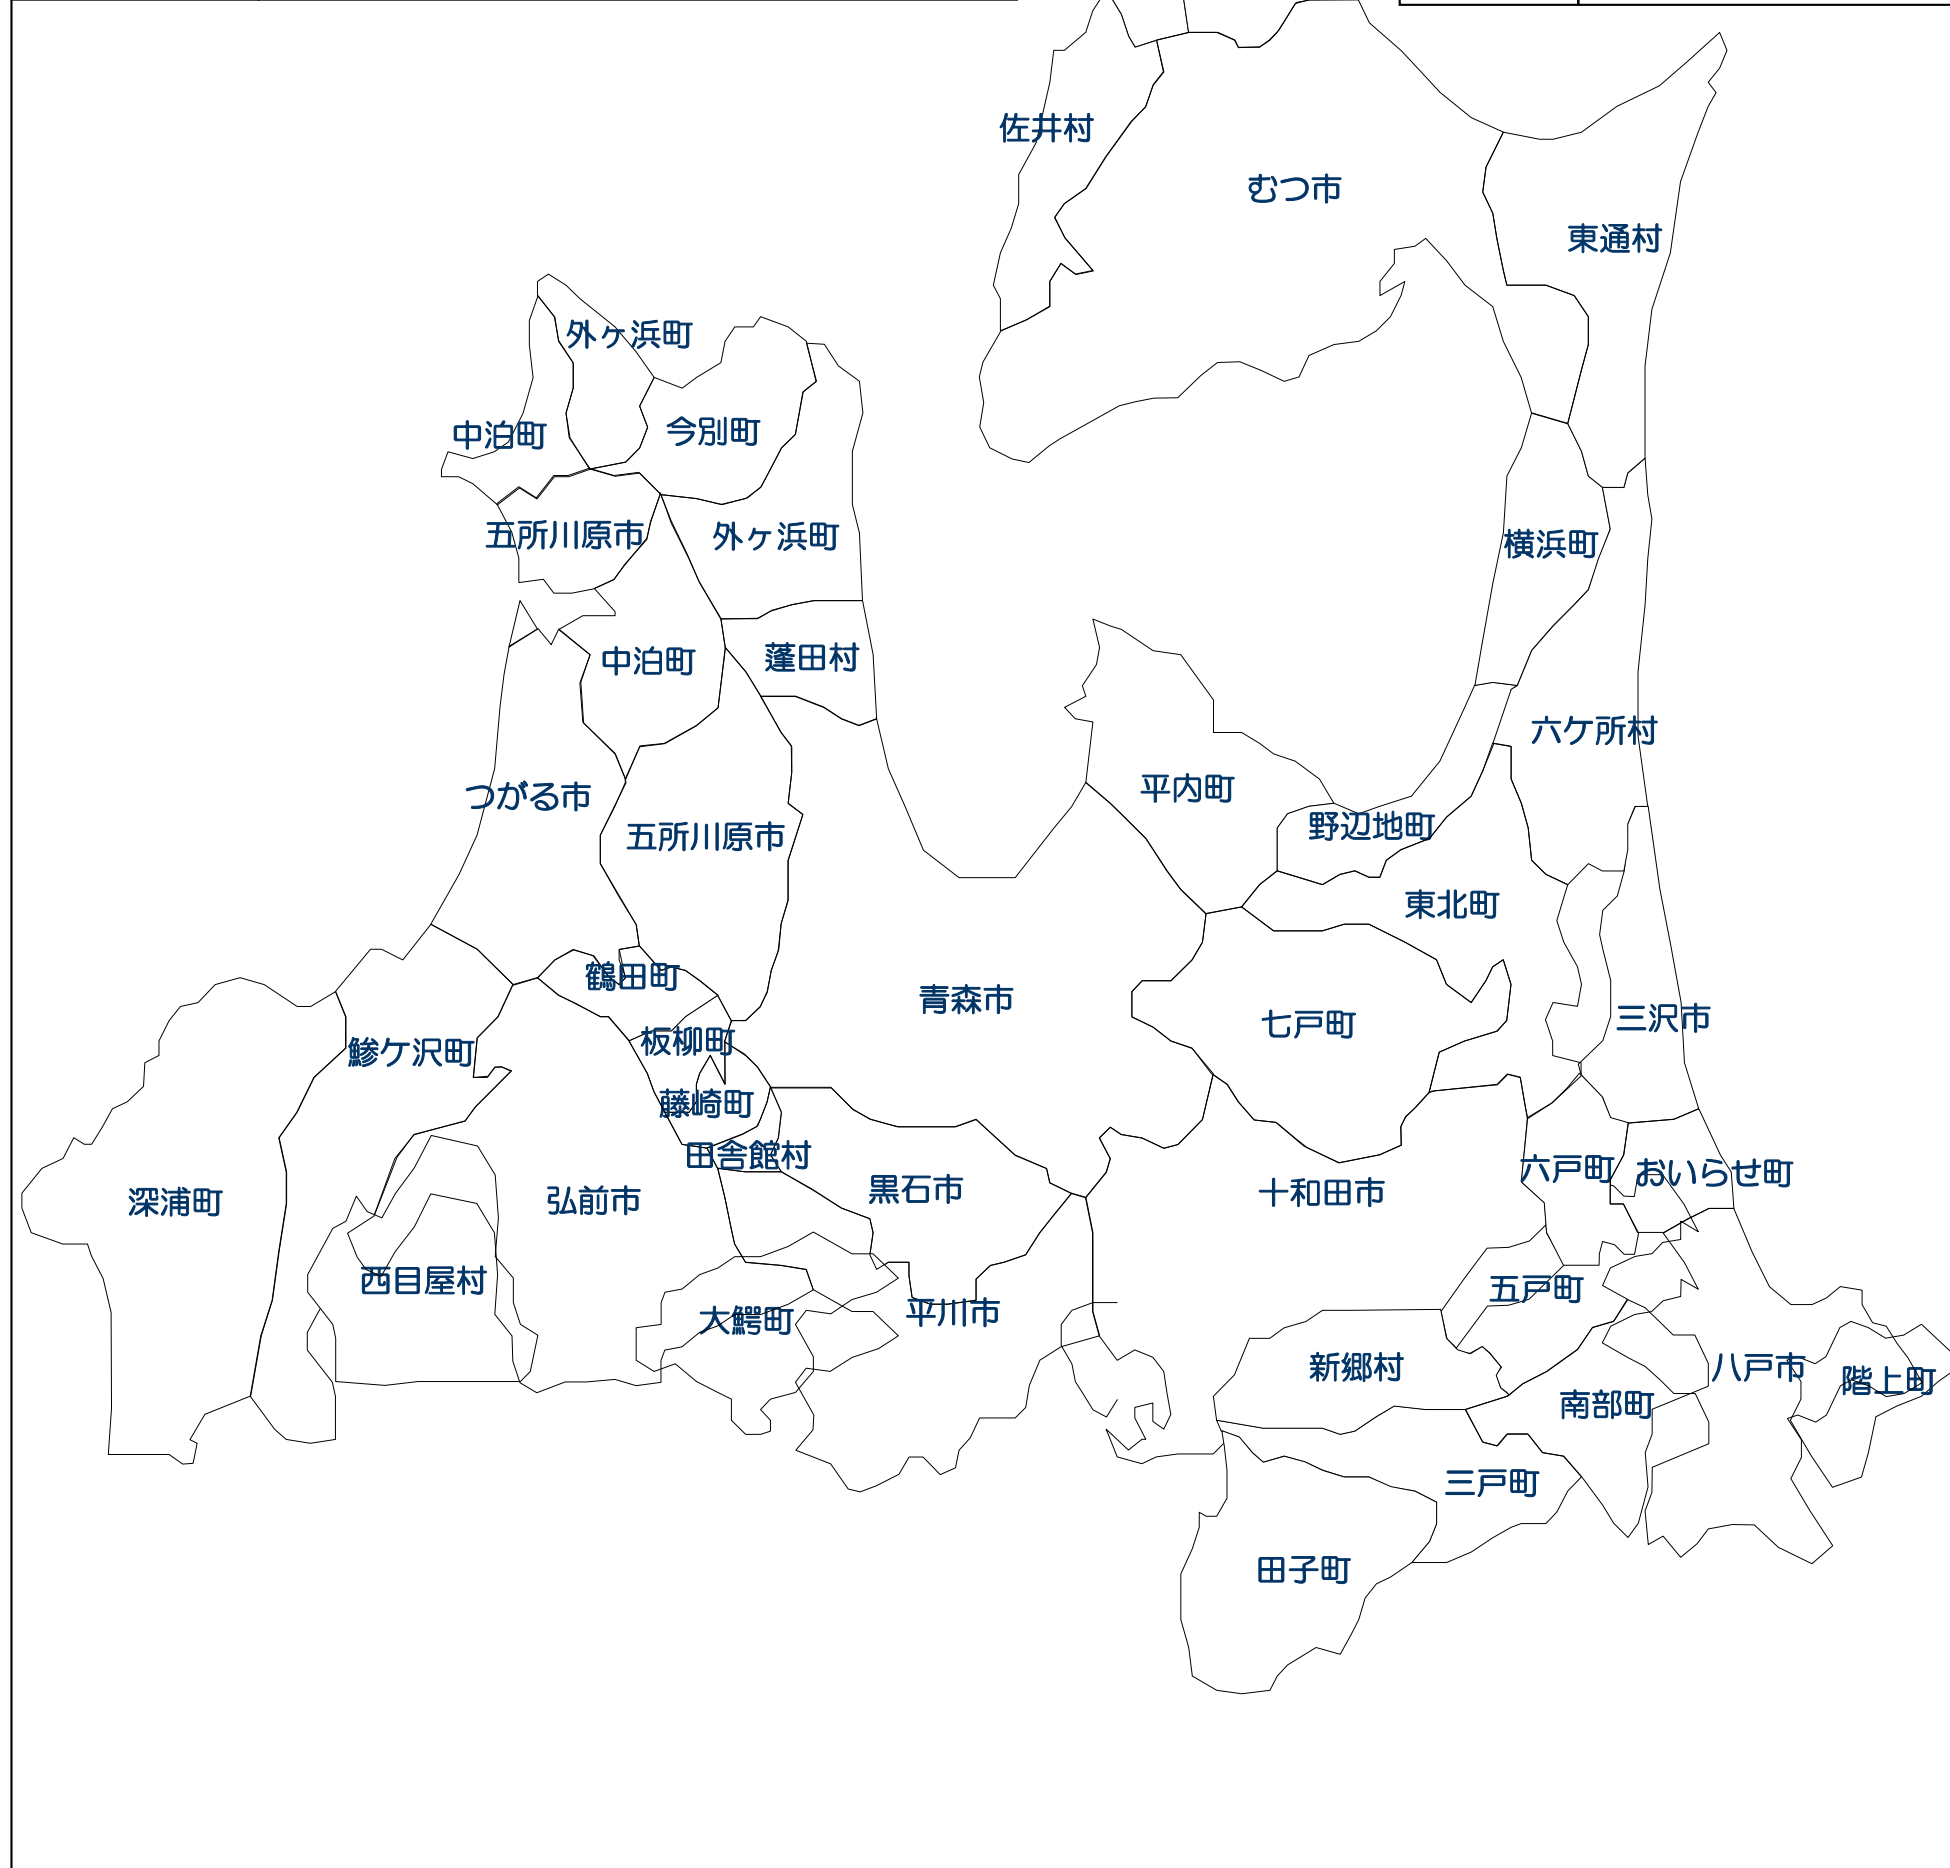 佐井村
むつ市
東通村
外ヶ浜町
中泊町
今別町
五所川原市
外ヶ浜町
横浜町
中泊町
蓬田村
六ケ所村
つがる市
平内町
五所川原市
野辺地町
東北町
鶴田町
青森市
七戸町
三沢市
板柳町
鰺ケ沢町
藤崎町
田舎館村
六戸町
おいらせ町
深浦町
弘前市
黒石市
十和田市
西目屋村
五戸町
大鰐町
平川市
新郷村
八戸市
階上町
南部町
三戸町
田子町